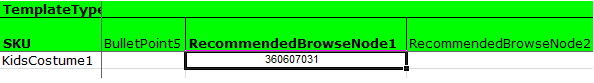 TemplateType
SKU BulletPoint5 RecommendedBrowseNode1 RecommendedBrowseNode2
KidsCostume1 360607031